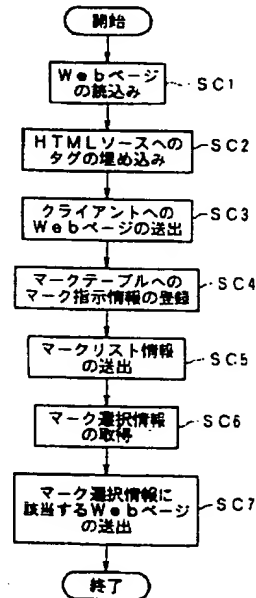 開始
Ｗｅｂページ
の読込み
SC1
ＨＴＭＬソースへの
タグの埋め込み
SC2
クライアントへの
Ｗｅｂページの送出
SC3
マークテーブルへの
マーク指示情報の登録
SC4
マークリスト情報
の送出
SC5
マーク選択情報
の取得
SC6
マーク選択情報に
該当するＷｅｂページ
の送出
SC7
終了